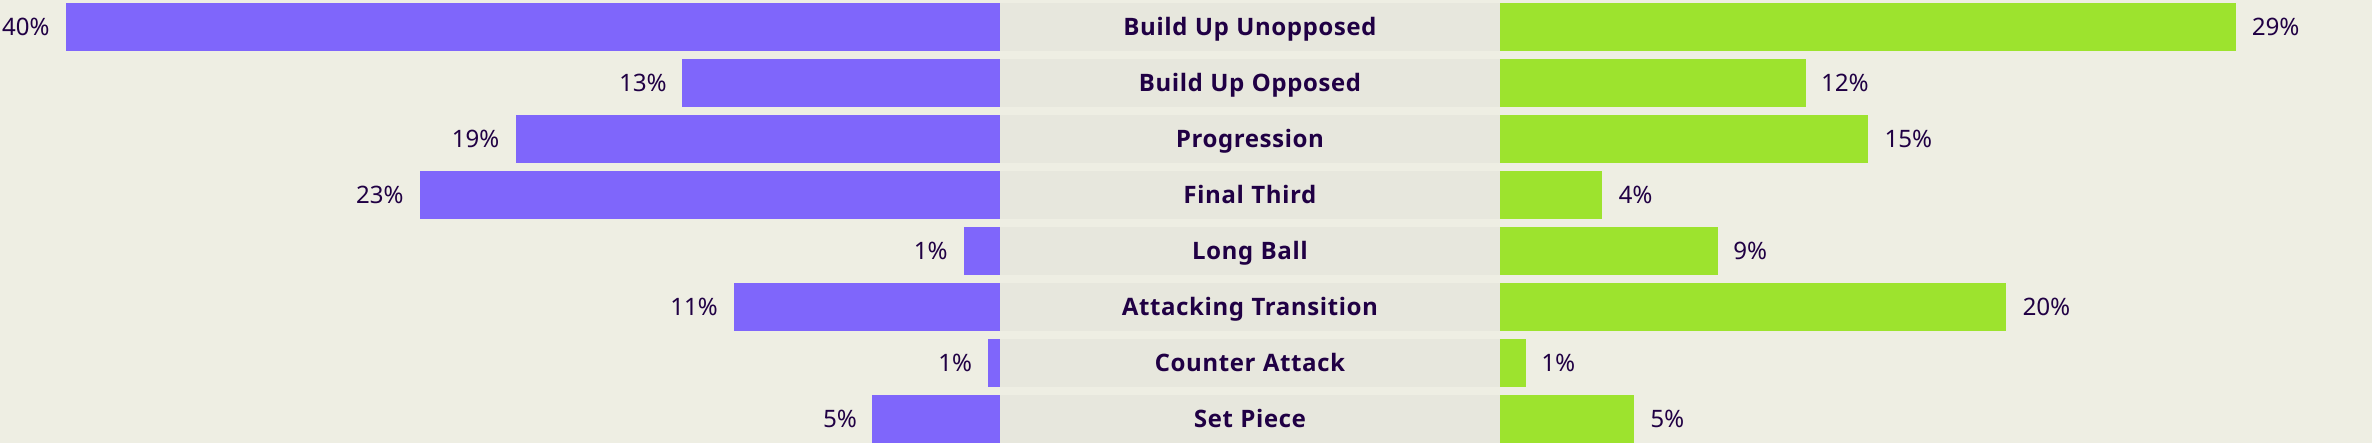 40% Build Up Unopposed 29%
13% Build Up Opposed 12%
19% Progression 15%
23% Final Third 4%
1% Long Ball 9%
11% Attacking Transition 20%
1% Counter Attack 1%
5% Set Piece 5%